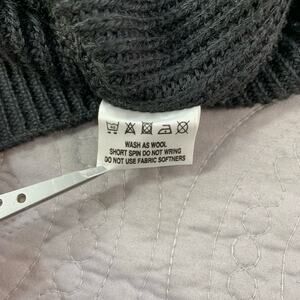 WASH AS WOOL
SHORT SPIN DO NOT WRING
DO NOT USE FABRIC SOFTNERS